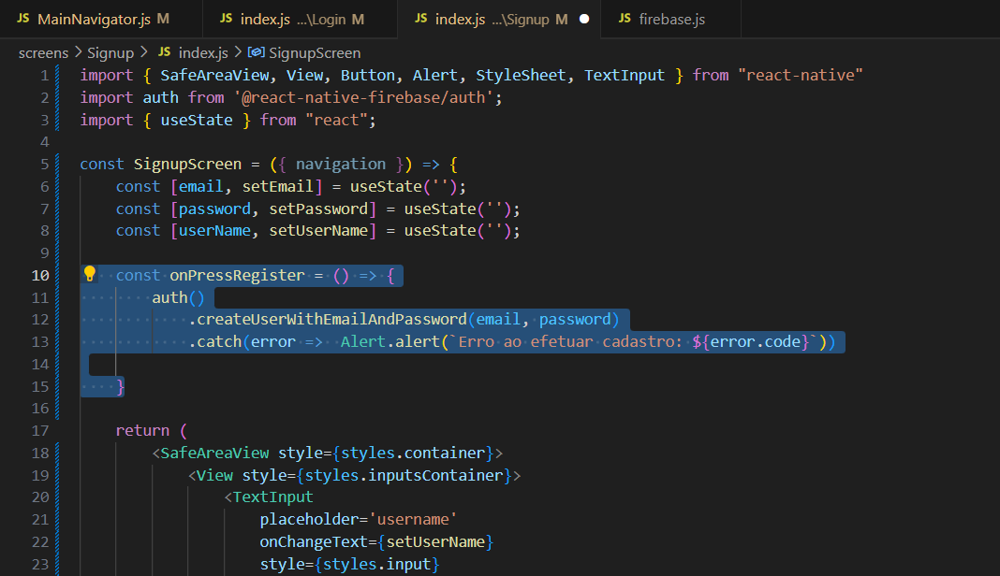 JS MainNavigator.js M JS index.js ...\Login M JS index.js ...\Signup M JS firebase.js
screens > Signup > JS index.js > SignupScreen
1 import { SafeAreaView, View, Button, Alert, StyleSheet, TextInput } from "react-native"
2 import auth from '@react-native-firebase/auth';
3 import { useState } from "react";
4
5 const SignupScreen = ({ navigation }) => {
6 const [email, setEmail] = useState('');
7 const [password, setPassword] = useState('');
8 const [userName, setUserName] = useState('');
9
10 const onPressRegister = () => {
11 auth()
12 .createUserWithEmailAndPassword(email, password)
13 .catch(error =>  Alert.alert(`Erro ao efetuar cadastro: ${error.code}`))
14
15 }
16
17 return (
18 <SafeAreaView style={styles.container}>
19 <View style={styles.inputsContainer}>
20 <TextInput
21 placeholder='username'
22 onChangeText={setUserName}
23 style={styles.input}